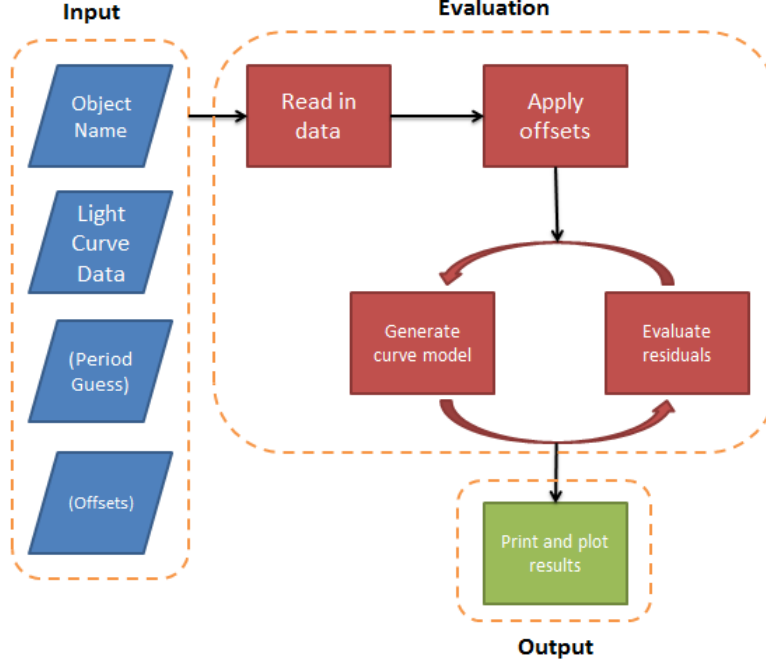 Input
Evaluation
Object
Name
Read in
data
Apply
offsets
Light
Curve
Data
(Period
Guess)
Generate
curve model
Evaluate
residuals
(Offsets)
Print and plot
results
Output